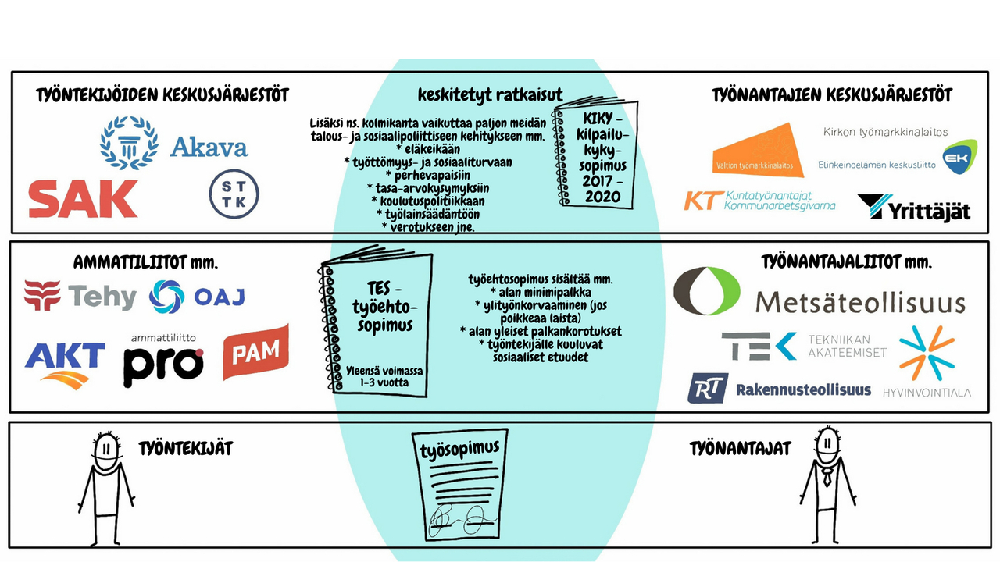 TYÖNTEKIJÖIDEN KESKUSJÄRJESTÖT
Akava
SAK
ST
TK
keskitetyt ratkaisut
Lisäksi ns. kolmikanta vaikuttaa paljon meidän
talous- ja sosiaalipoliittiseen kehitykseen mm.
* eläkeikään
* työttömyys- ja sosiaaliturvaan
* perhevapaisiin
* tasa-arvokysymyksiin
* koulutuspolitiikkaan
* työlainsäädäntöön
* verotukseen jne.
KIKY -
kilpailu-
kyky-
sopimus
2017 -
2020
TYÖNANTAJIEN KESKUSJÄRJESTÖT
Valtion työmarkkinalaitos
Kirkon työmarkkinalaitos
Elinkeinoelämän keskusliitto
EK
KT Kuntatyönantajat
Kommunarbetsgivarna
Yrittäjät
AMMATTILIITOT mm.
Tehy
OAJ
AKT
ammattiliitto
pro
PAM
TES -
työehto-
sopimus
Yleensä voimassa
1-3 vuotta
työehtosopimus sisältää mm.
* alan minimipalkka
* ylityönkorvaaminen (jos
poikkeaa laista)
* alan yleiset palkankorotukset
* työntekijälle kuuluvat
sosiaaliset etuudet
TYÖNANTAJALIITOT mm.
Metsäteollisuus
TEK
TEKNIIKAN
AKATEEMISET
RT Rakennusteollisuus
HYVINVOINTIALA
TYÖNTEKIJÄT
työsopimus
TYÖNANTAJAT